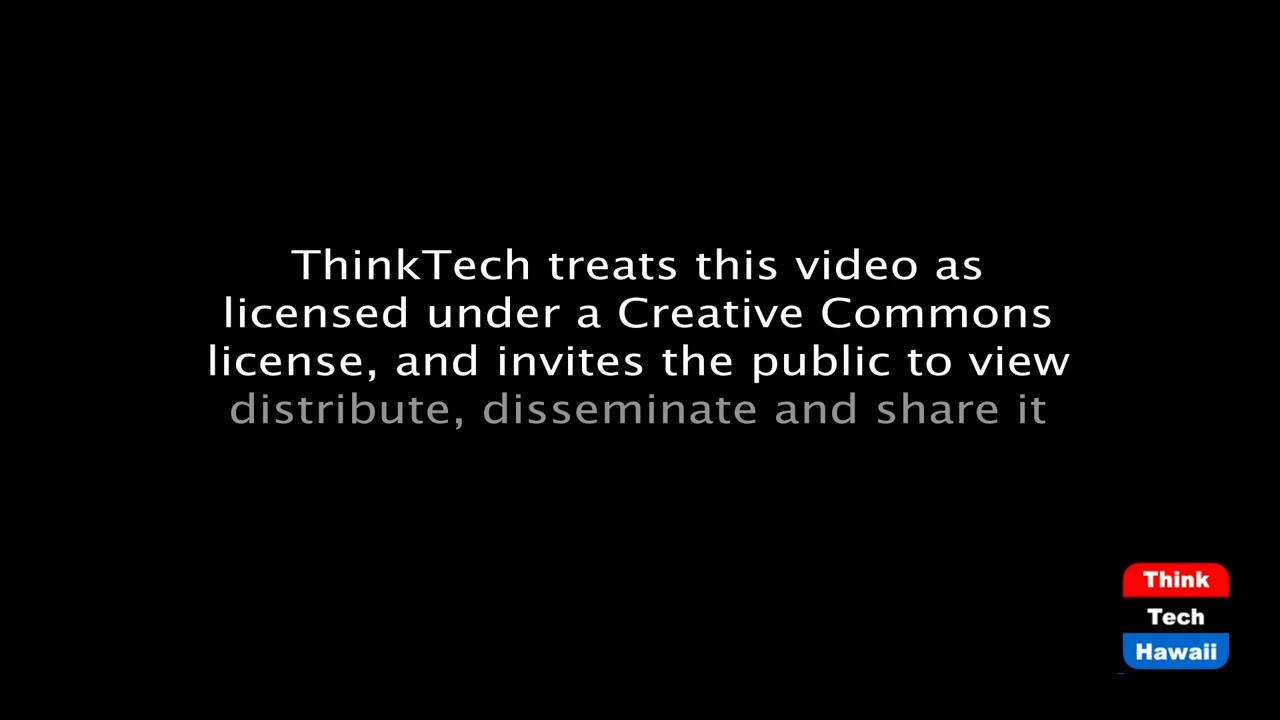 ThinkTech treats this video as
licensed under a Creative Commons
license, and invites the public to view
distribute, disseminate and share it
Think
Tech
Hawaii